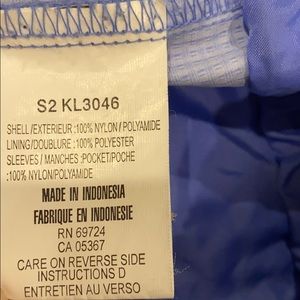 S2 KL3046
SHELL/EXTERIEUR :100% NYLON / POLYAMIDE
LINING/DOUBLURE :100% POLYESTER
SLEEVES / MANCHES :POCKET/POCHE
:100% NYLON/POLYAMIDE
MADE IN INDONESIA
FABRIQUE EN INDONESIE
RN 69724
CA 05367
CARE ON REVERSE SIDE
INSTRUCTIONS D
ENTRETIEN AU VERSO